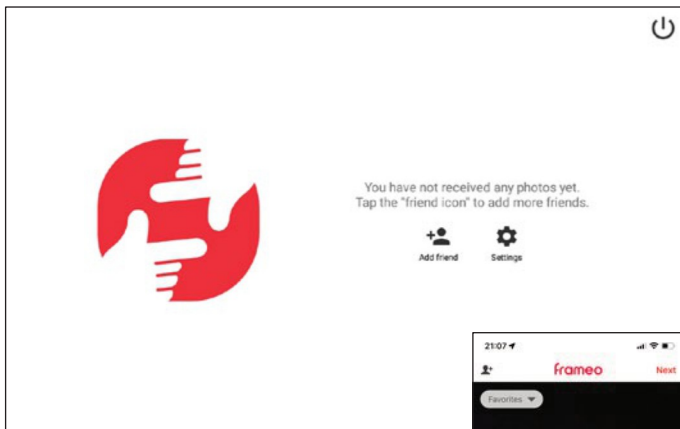 You have not received any photos yet.
Tap the "friend icon" to add more friends.
Add friend Settings
21:07
frameo Next
Favorites